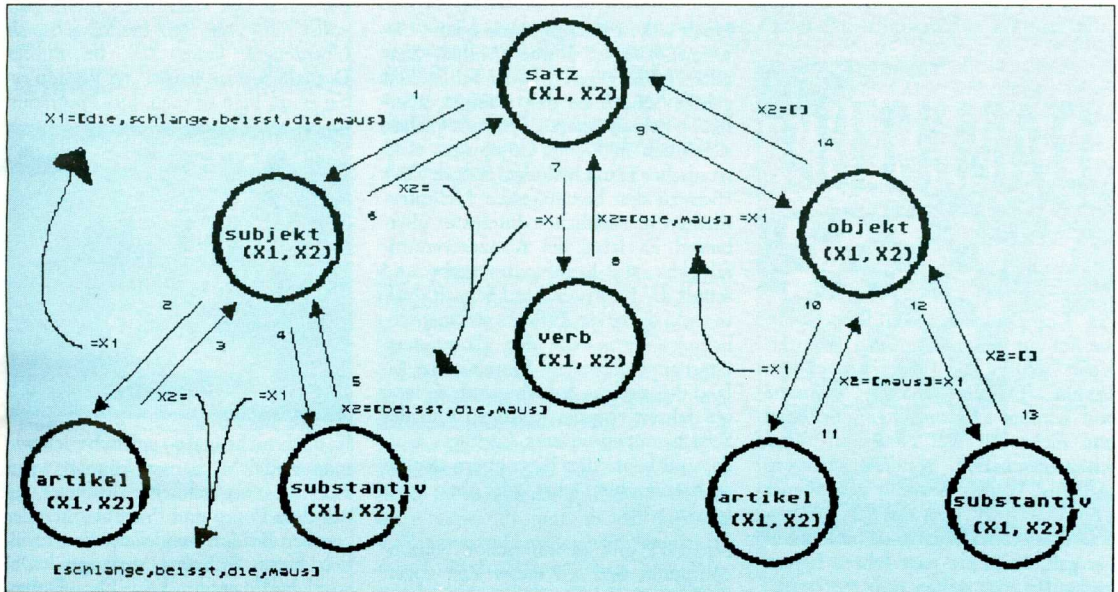 satz
(X1,X2)
1
X2=[]
X1=[die,schlange,beisst,die,maus]
9
14
7
X2=
subjekt
(X1,X2)
6
=X1
X2=[die,maus]=X1
objekt
(X1,X2)
8
2
10
12
3
4
verb
(X1,X2)
=X1
=X1
X2=[]
5
X2=
=X1
X2=[beisst,die,maus]
X2=[maus]=X1
11
13
artikel
(X1,X2)
substantiv
(X1,X2)
artikel
(X1,X2)
substantiv
(X1,X2)
[schlange,beisst,die,maus]